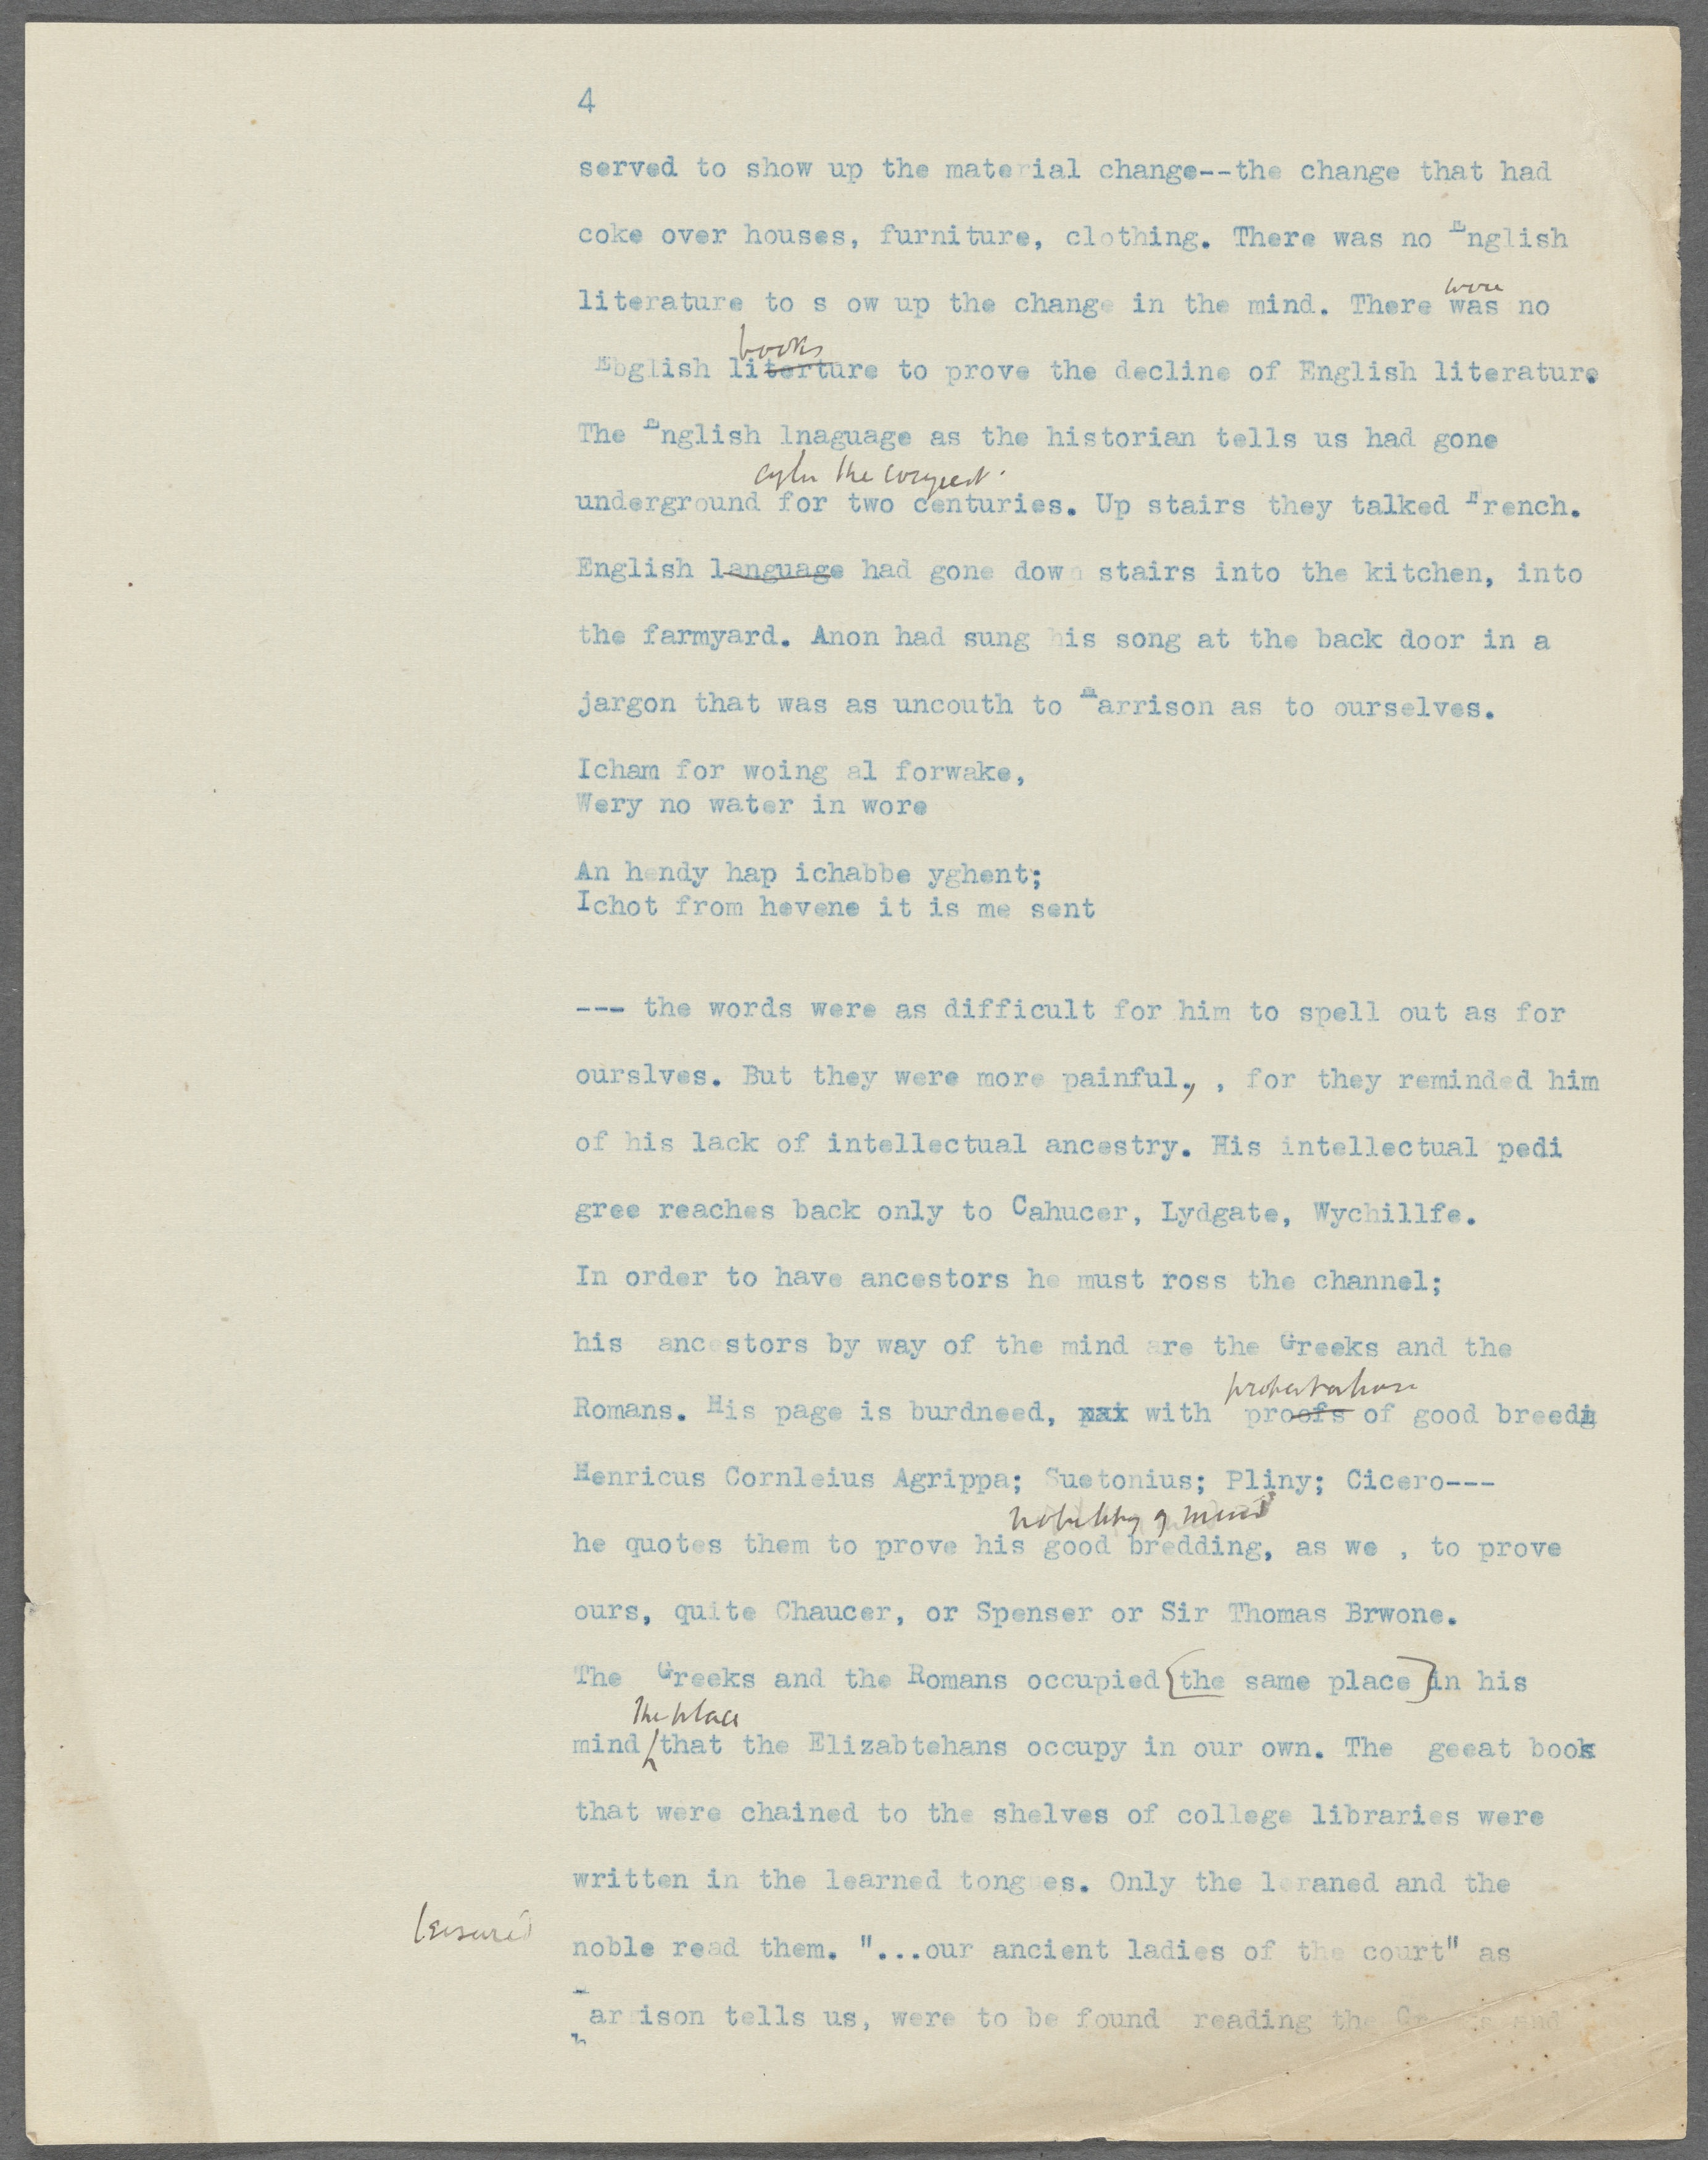 4
served to show up the material change--the change that had
coke over houses, furniture, clothing. There was no English
were
literature to s ow up the change in the mind. There was no
books
Ebglish literture to prove the decline of English literature
The English lnaguage as the historian tells us had gone
after the conquest.
underground for two centuries. Up stairs they talked French.
English language had gone down stairs into the kitchen, into
the farmyard. Anon had sung his song at the back door in a
jargon that was as uncouth to Harrison as to ourselves.
Icham for woing al forwake,
Wery no water in wore
An hendy hap ichabbe yghent;
Ichot from hevene it is me sent
--- the words were as difficult for him to spell out as for
ourslves. But they were more painful., , for they reminded him
of his lack of intellectual ancestry. His intellectual pedi
gree reaches back only to Cahucer, Lydgate, Wychillfe.
In order to have ancestors he must ross the channel;
his ancestors by way of the mind are the Greeks and the
protestations
Romans. His page is burdneed, with proofs of good breedi
Henricus Cornleius Agrippa; Suetonius; Pliny; Cicero---
nobility of mind
he quotes them to prove his good bredding, as we , to prove
ours, quite Chaucer, or Spenser or Sir Thomas Brwone.
The Greeks and the Romans occupied [the same place] in his
the place
mind that the Elizabtehans occupy in our own. The geeat book
that were chained to the shelves of college libraries were
written in the learned tongues. Only the leraned and the
leisured
noble read them. "...our ancient ladies of the court" as
Harrison tells us, were to be found reading the and